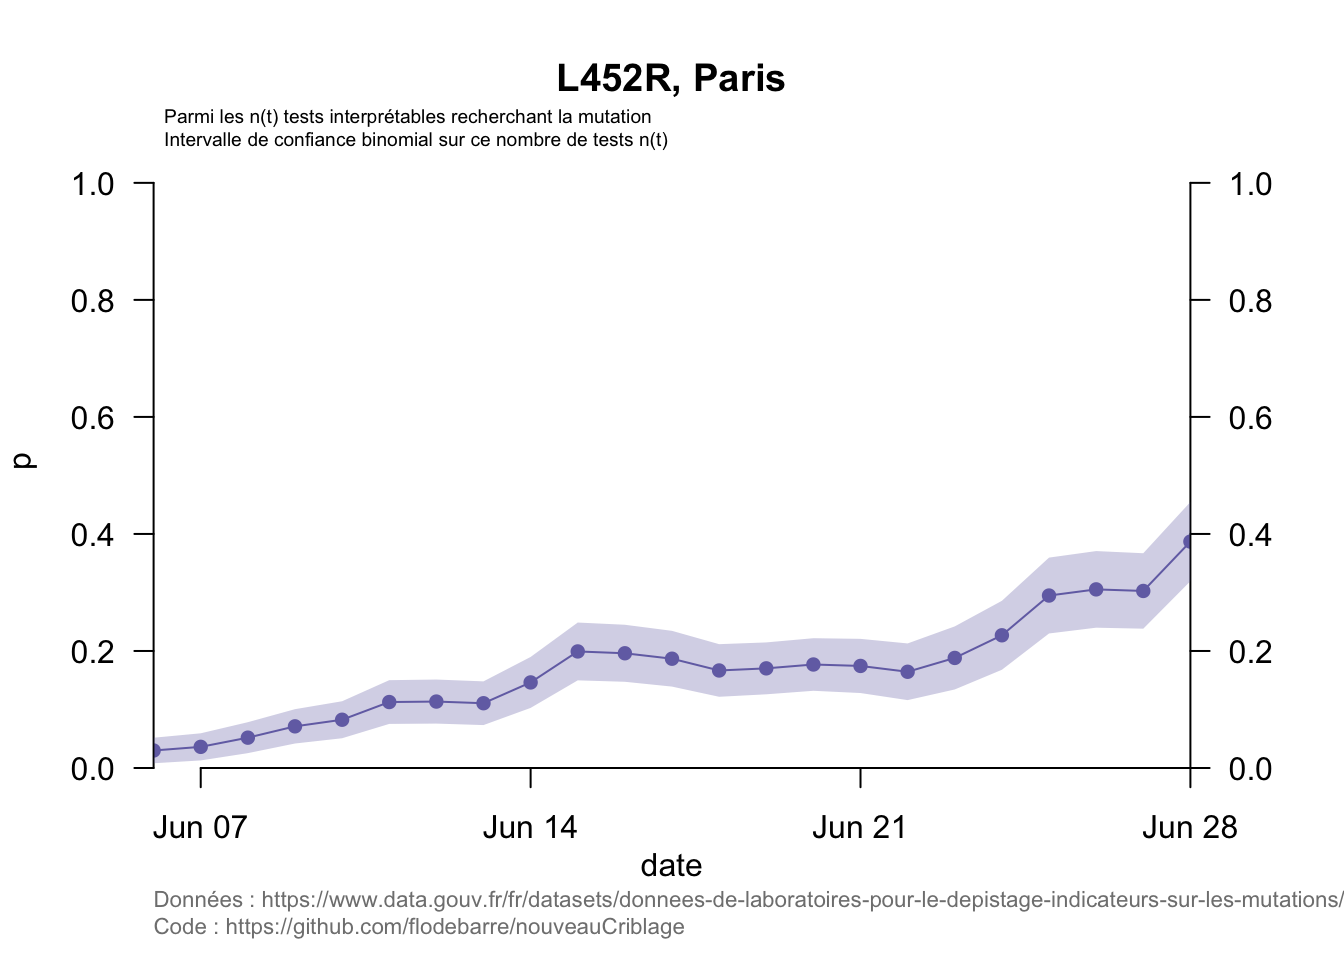 L452R, Paris
Parmi les n(t) tests interprétables recherchant la mutation
Intervalle de confiance binomial sur ce nombre de tests n(t)
1.0 1.0
0.8 0.8
0.6 0.6
p
0.4 0.4
0.2 0.2
0.0 0.0
Jun 07 Jun 14 Jun 21 Jun 28
date
Données : https://www.data.gouv.fr/fr/datasets/donnees-de-laboratoires-pour-le-depistage-indicateurs-sur-les-mutations/
Code : https://github.com/flodebarre/nouveauCriblage